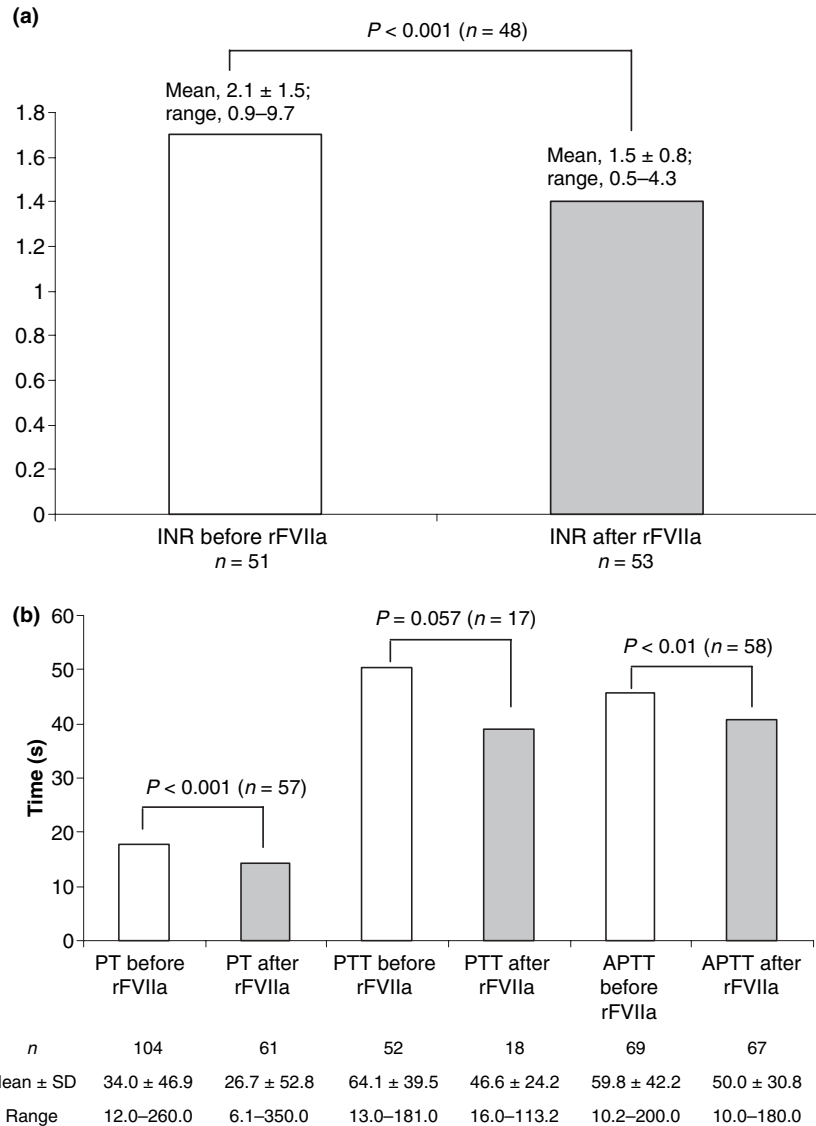 (a)
P < 0.001 (n = 48)
Mean, 2.1 ± 1.5;
range, 0.9–9.7
Mean, 1.5 ± 0.8;
range, 0.5–4.3
1.8
1.6
1.4
1.2
1
0.8
0.6
0.4
0.2
0
INR before rFVIIa
n = 51
INR after rFVIIa
n = 53
(b)
Time (s)
60
50
40
30
20
10
0
P < 0.001 (n = 57)
P = 0.057 (n = 17)
P < 0.01 (n = 58)
PT before
rFVIIa
PT after
rFVIIa
PTT before
rFVIIa
PTT after
rFVIIa
APTT
before
rFVIIa
APTT after
rFVIIa
n 104 61 52 18 69 67
ean ± SD 34.0 ± 46.9 26.7 ± 52.8 64.1 ± 39.5 46.6 ± 24.2 59.8 ± 42.2 50.0 ± 30.8
Range 12.0–260.0 6.1–350.0 13.0–181.0 16.0–113.2 10.2–200.0 10.0–180.0